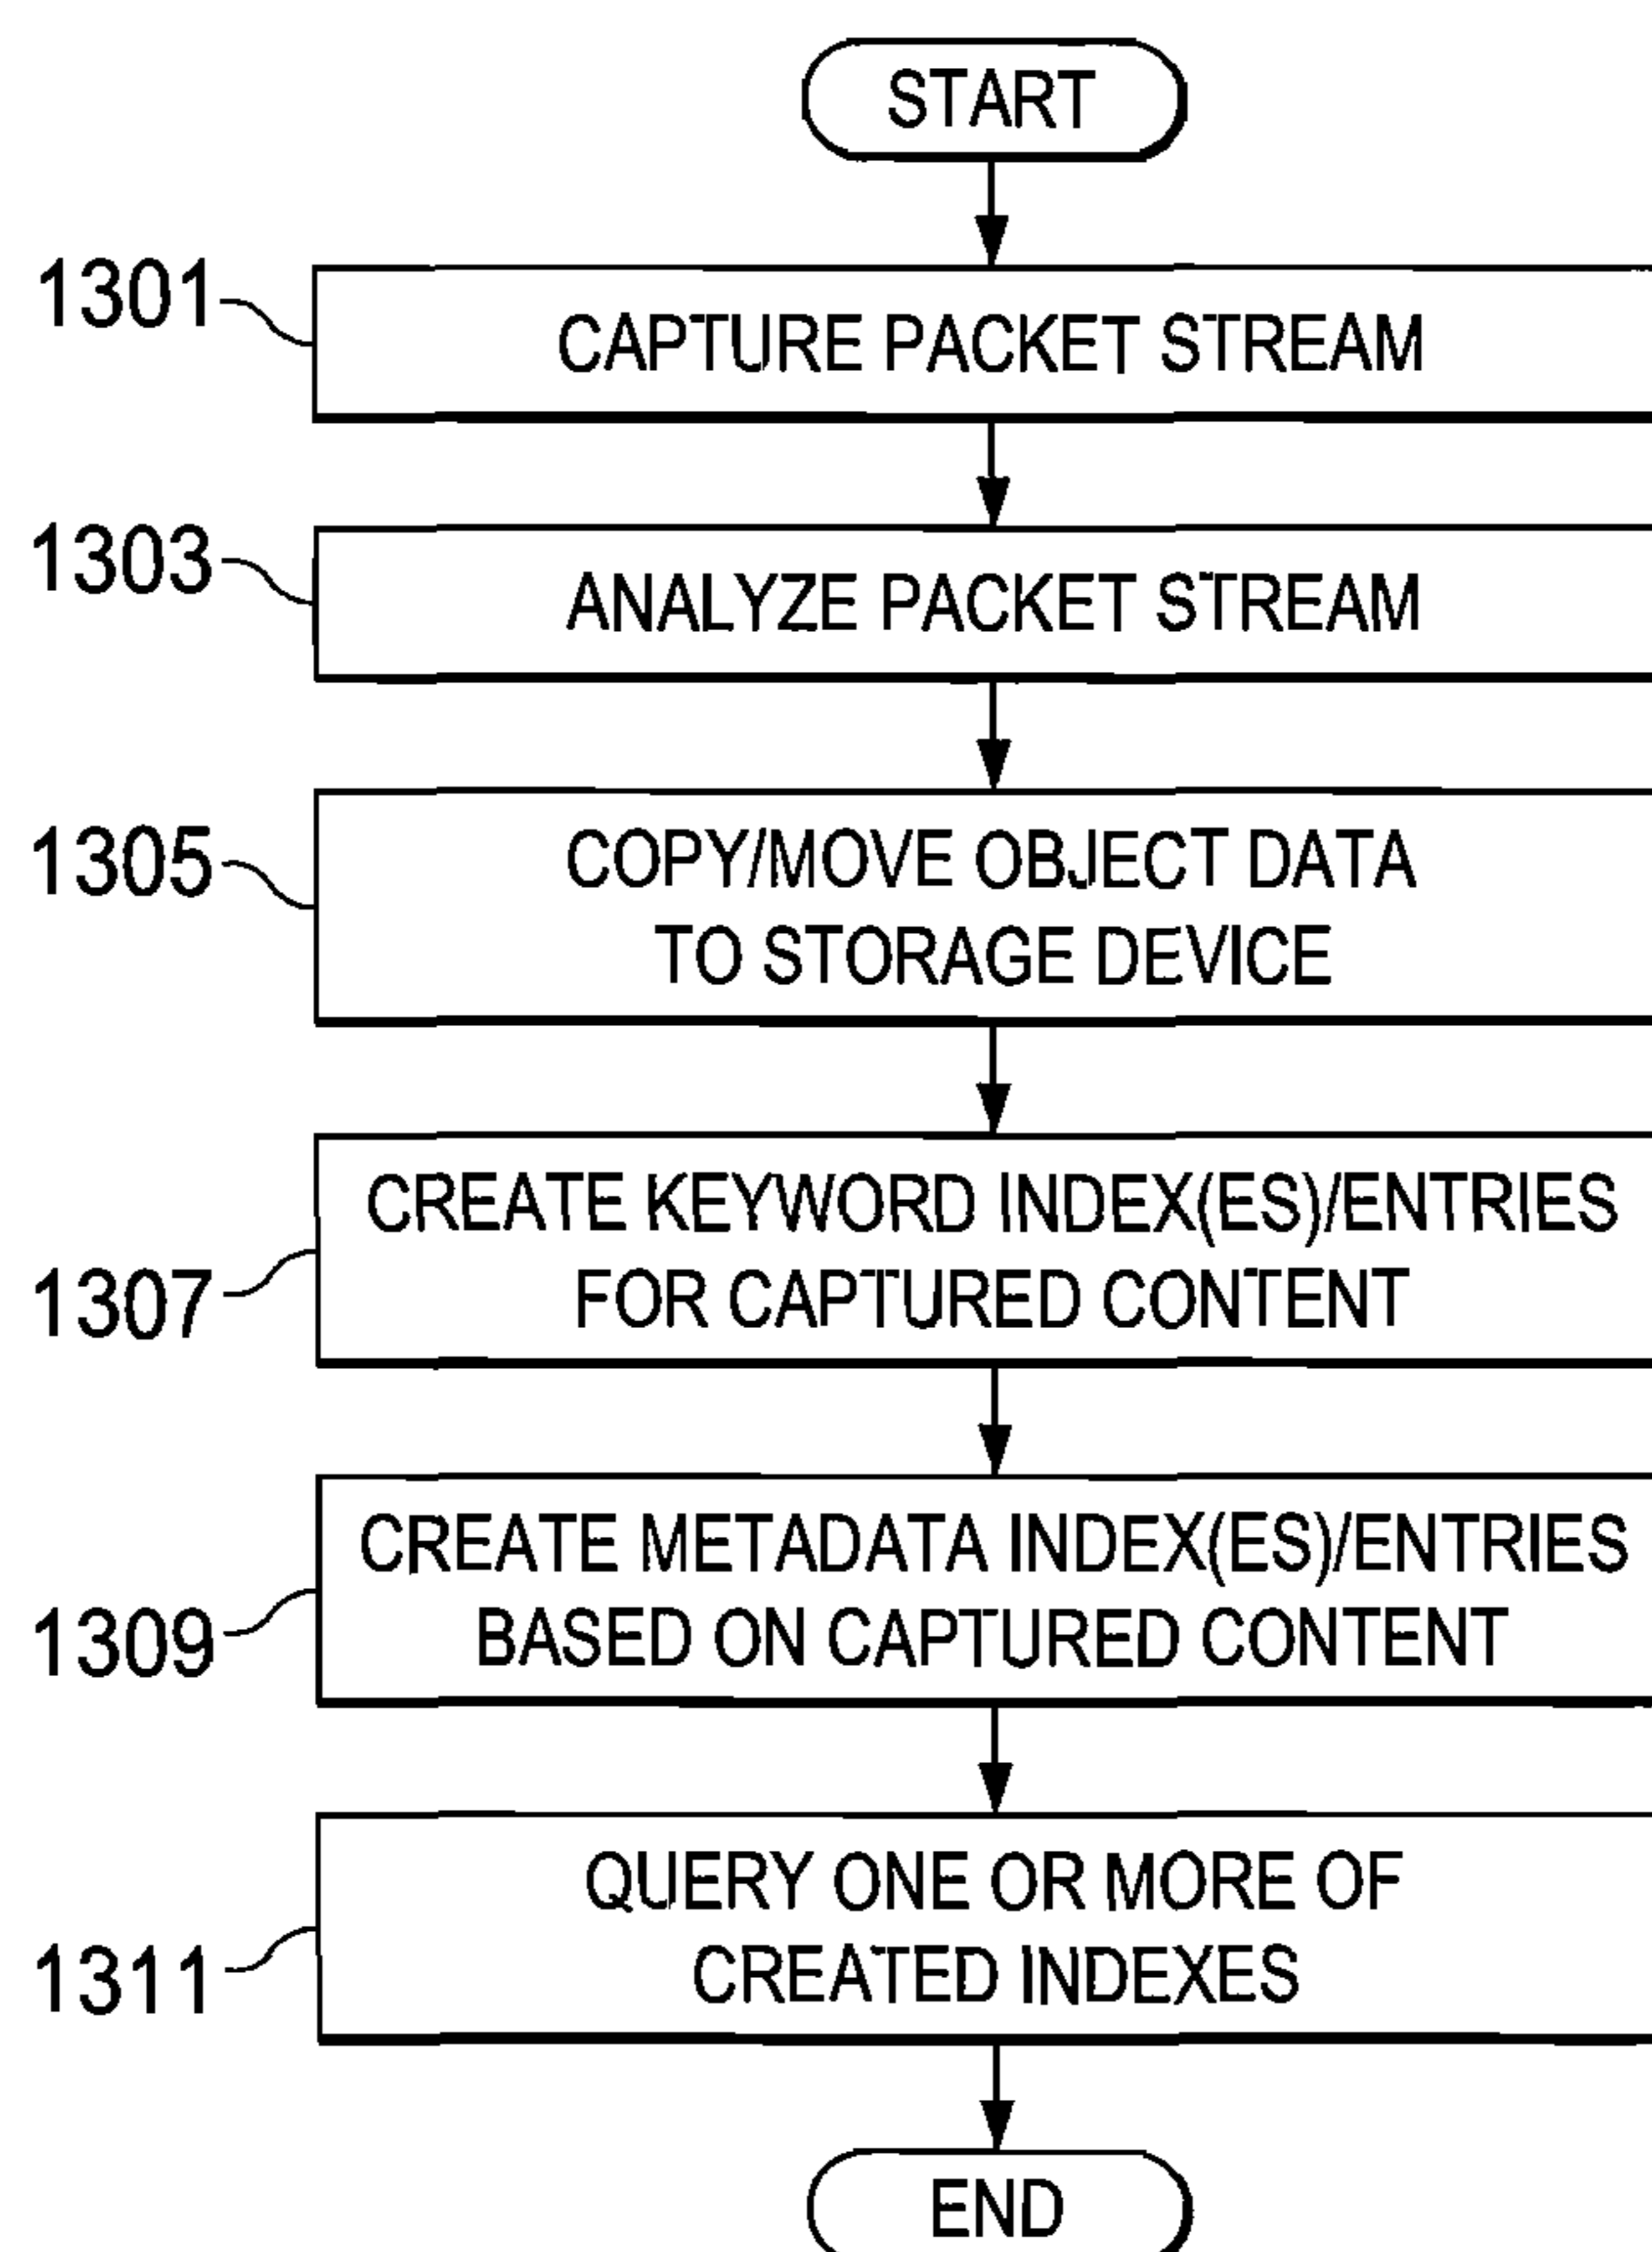 START
1301
CAPTURE PACKET STREAM
1303
ANALYZE PACKET STREAM
1305
COPY/MOVE OBJECT DATA
TO STORAGE DEVICE
1307
CREATE KEYWORD INDEX(ES)/ENTRIES
FOR CAPTURED CONTENT
1309
CREATE METADATA INDEX(ES)/ENTRIES
BASED ON CAPTURED CONTENT
1311
QUERY ONE OR MORE OF
CREATED INDEXES
END